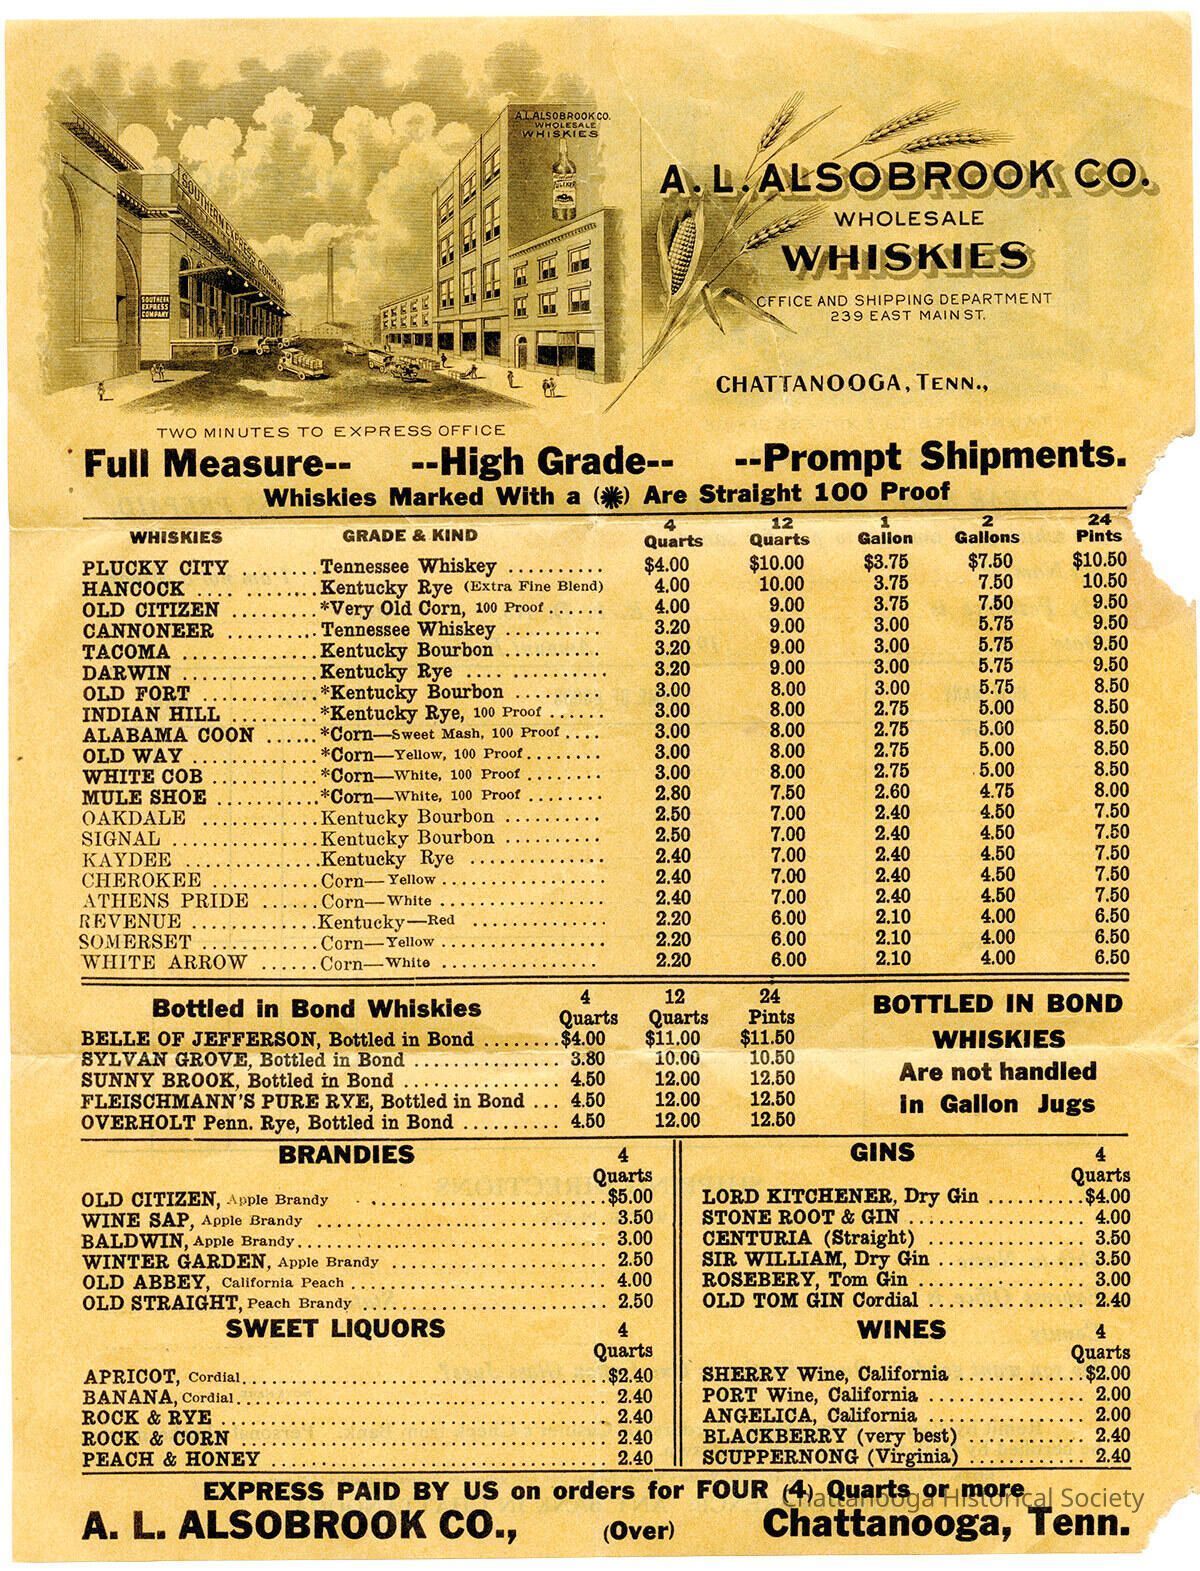 A.L.ALSOBROOK CO.
WHOLESALE
WHISKIES
SOUTHERN EXPRESS COMPANY
SOUTHERN
EXPRESS
COMPANY
A. L. ALSOBROOK CO.
WHOLESALE
WHISKIES
OFFICE AND SHIPPING DEPARTMENT
239 EAST MAIN ST.
CHATTANOOGA, TENN.,
TWO MINUTES TO EXPRESS OFFICE
Full Measure-- --High Grade-- --Prompt Shipments.
Whiskies Marked With a (*) Are Straight 100 Proof
WHISKIES GRADE & KIND 4 Quarts 12 Quarts 1 Gallon 2 Gallons 24 Pints
PLUCKY CITY ........Tennessee Whiskey .......... $4.00 $10.00 $3.75 $7.50 $10.50
HANCOCK .... ........Kentucky Rye (Extra Fine Blend) 4.00 10.00 3.75 7.50 10.50
OLD CITIZEN .........*Very Old Corn, 100 Proof ...... 4.00 9.00 3.75 7.50 9.50
CANNONEER .........Tennessee Whiskey .......... 3.20 9.00 3.00 5.75 9.50
TACOMA .............Kentucky Bourbon .......... 3.20 9.00 3.00 5.75 9.50
DARWIN .............Kentucky Rye .... ......... 3.20 9.00 3.00 5.75 9.50
OLD FORT ...........*Kentucky Bourbon ......... 3.00 8.00 3.00 5.75 8.50
INDIAN HILL .........*Kentucky Rye, 100 Proof ...... 3.00 8.00 2.75 5.00 8.50
ALABAMA COON ......*Corn—Sweet Mash, 100 Proof .... 3.00 8.00 2.75 5.00 8.50
OLD WAY ............*Corn—Yellow, 100 Proof ........ 3.00 8.00 2.75 5.00 8.50
WHITE COB ..........*Corn—White, 100 Proof ........ 3.00 8.00 2.75 5.00 8.50
MULE SHOE ..........*Corn—White, 100 Proof ........ 2.80 7.50 2.60 4.75 8.00
OAKDALE ............Kentucky Bourbon .......... 2.50 7.00 2.40 4.50 7.50
SIGNAL .............Kentucky Bourbon .......... 2.50 7.00 2.40 4.50 7.50
KAYDEE .............Kentucky Rye ............. 2.40 7.00 2.40 4.50 7.50
CHEROKEE ..........Corn—Yellow ................ 2.40 7.00 2.40 4.50 7.50
ATHENS PRIDE ......Corn—White ................ 2.40 7.00 2.40 4.50 7.50
REVENUE ............Kentucky—Red ............. 2.20 6.00 2.10 4.00 6.50
SOMERSET ...........Corn—Yellow ................ 2.20 6.00 2.10 4.00 6.50
WHITE ARROW ......Corn—White ............... 2.20 6.00 2.10 4.00 6.50
Bottled in Bond Whiskies 4 Quarts 12 Quarts 24 Pints
BELLE OF JEFFERSON, Bottled in Bond ........$4.00 $11.00 $11.50
SYLVAN GROVE, Bottled in Bond .............. 3.80 10.00 10.50
SUNNY BROOK, Bottled in Bond ............... 4.50 12.00 12.50
FLEISCHMANN'S PURE RYE, Bottled in Bond ... 4.50 12.00 12.50
OVERHOLT Penn. Rye, Bottled in Bond .......... 4.50 12.00 12.50
BOTTLED IN BOND
WHISKIES
Are not handled
in Gallon Jugs
BRANDIES 4 Quarts
OLD CITIZEN, Apple Brandy .......................$5.00
WINE SAP, Apple Brandy ............................ 3.50
BALDWIN, Apple Brandy.............................. 3.00
WINTER GARDEN, Apple Brandy ..................... 2.50
OLD ABBEY, California Peach ......................... 4.00
OLD STRAIGHT, Peach Brandy ........................ 2.50
SWEET LIQUORS 4 Quarts
APRICOT, Cordial...................................$2.40
BANANA, Cordial.................................... 2.40
ROCK & RYE ...................................... 2.40
ROCK & CORN .................................... 2.40
PEACH & HONEY ................................. 2.40
GINS 4 Quarts
LORD KITCHENER, Dry Gin ..........$4.00
STONE ROOT & GIN ................. 4.00
CENTURIA (Straight) ................ 3.50
SIR WILLIAM, Dry Gin ............... 3.50
ROSEBERY, Tom Gin ................. 3.00
OLD TOM GIN Cordial ............... 2.40
WINES 4 Quarts
SHERRY Wine, California .............$2.00
PORT Wine, California ................ 2.00
ANGELICA, California ............... 2.00
BLACKBERRY (very best) ........... 2.40
SCUPPERNONG (Virginia) ............ 2.40
EXPRESS PAID BY US on orders for FOUR (4) Quarts or more
Chattanooga Historical Society
A. L. ALSOBROOK CO., (Over) Chattanooga, Tenn.